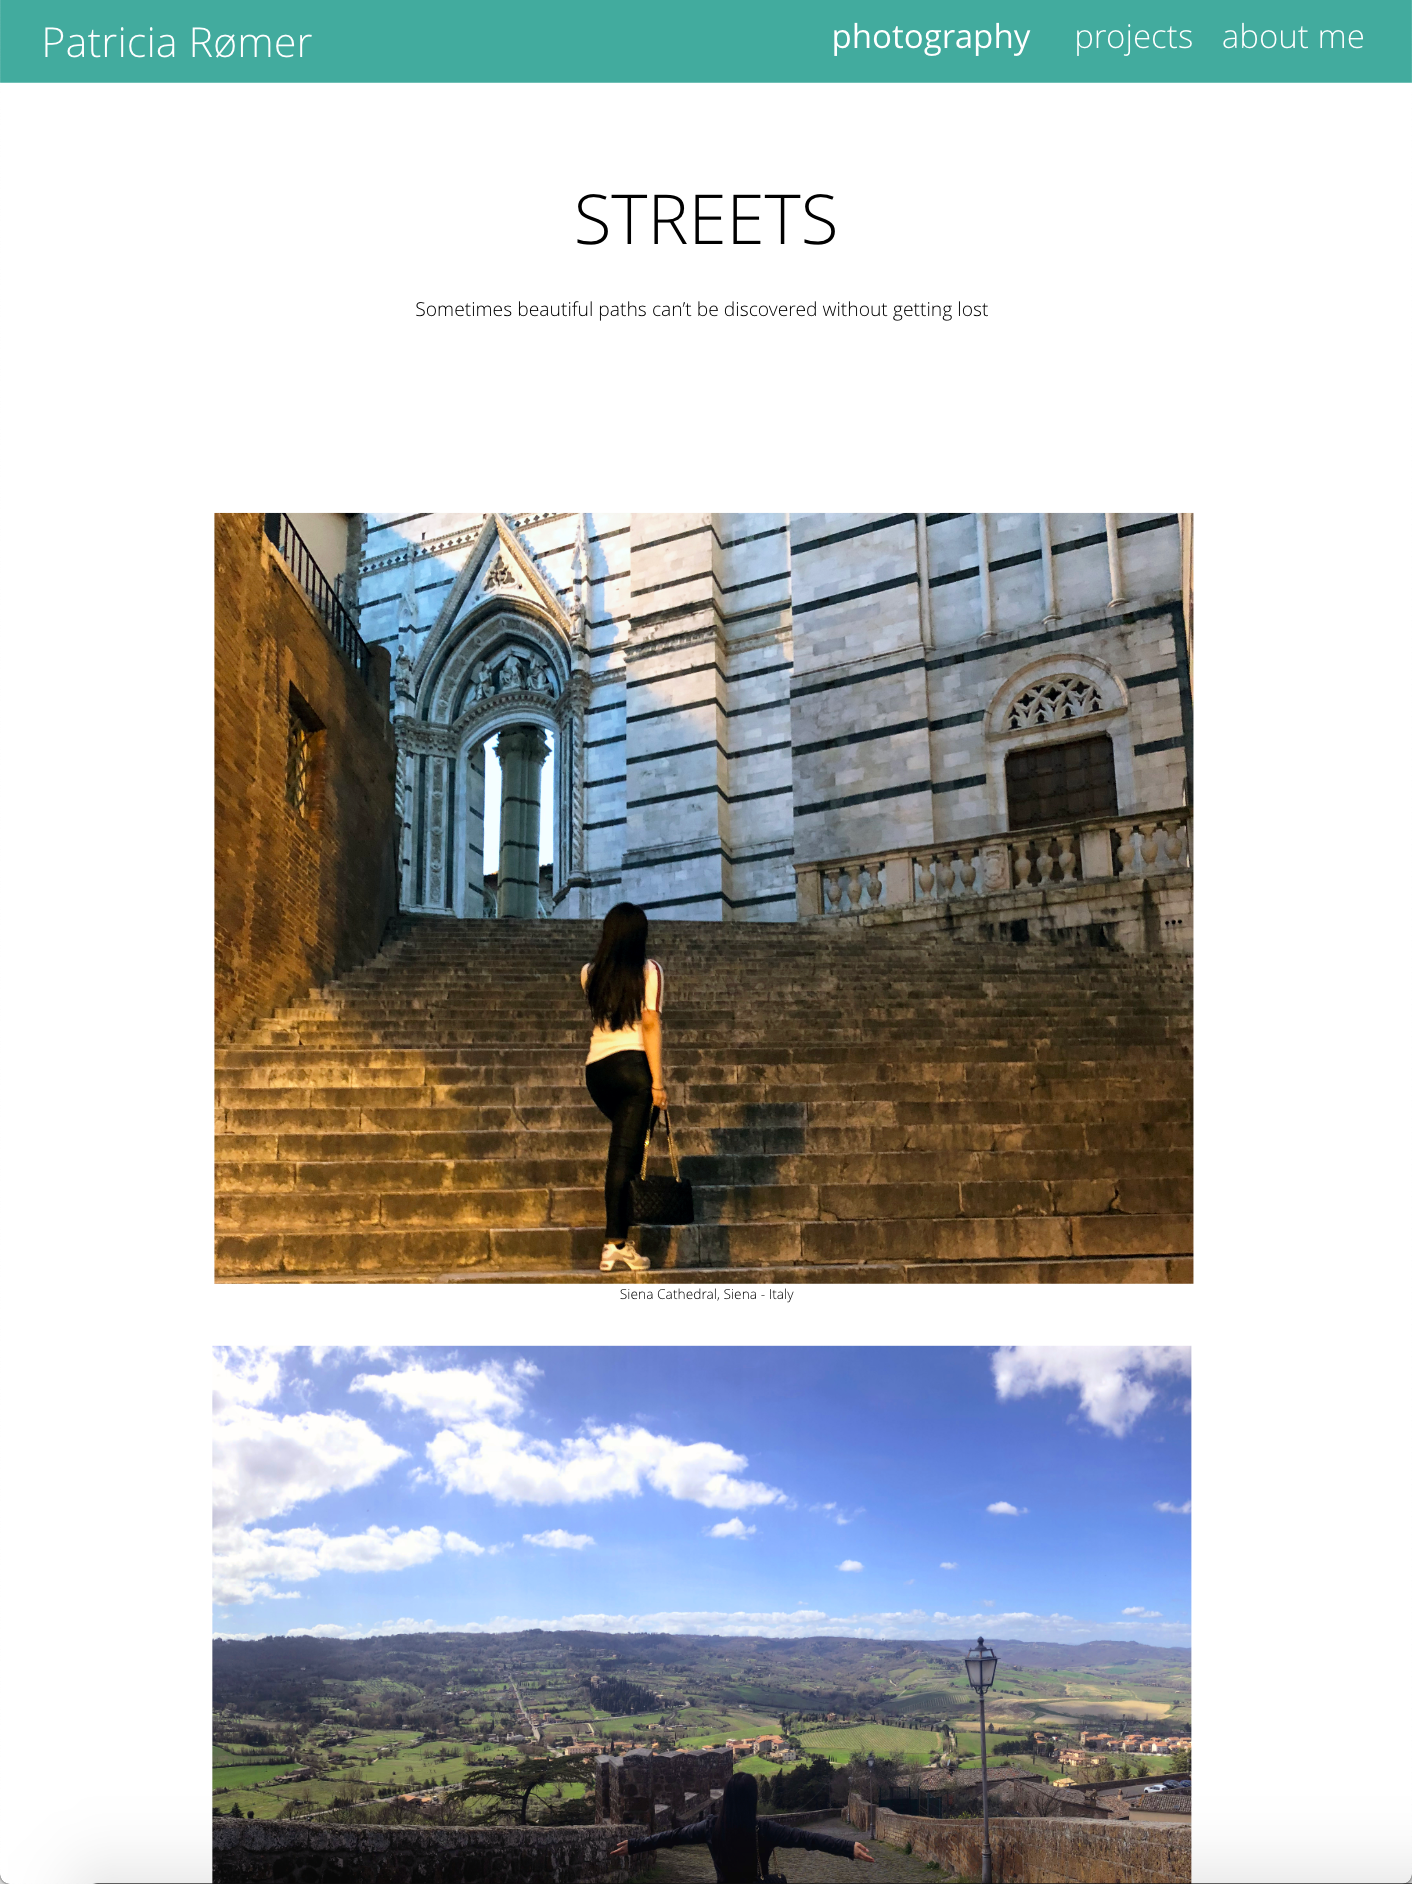 Patricia Rømer
photography projects about me
STREETS
Sometimes beautiful paths can’t be discovered without getting lost
Siena Cathedral, Siena - Italy